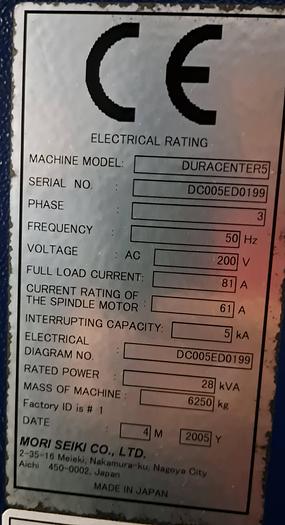 CE
ELECTRICAL RATING
MACHINE MODEL: DURACENTER5
SERIAL NO. : DC005ED0199
PHASE : 3
FREQUENCY : 50 Hz
VOLTAGE : AC 200 V
FULL LOAD CURRENT: 81 A
CURRENT RATING OF
THE SPINDLE MOTOR : 61 A
INTERRUPTING CAPACITY: 5 kA
ELECTRICAL
DIAGRAM NO. : DC005ED0199
RATED POWER : 28 kVA
MASS OF MACHINE : 6250 kg
Factory ID is # 1
DATE : 4 M 2005 Y
MORI SEIKI CO., LTD.
2-35-16 Meieki, Nakamura-ku, Nagoya City
Aichi 450-0002, Japan
MADE IN JAPAN